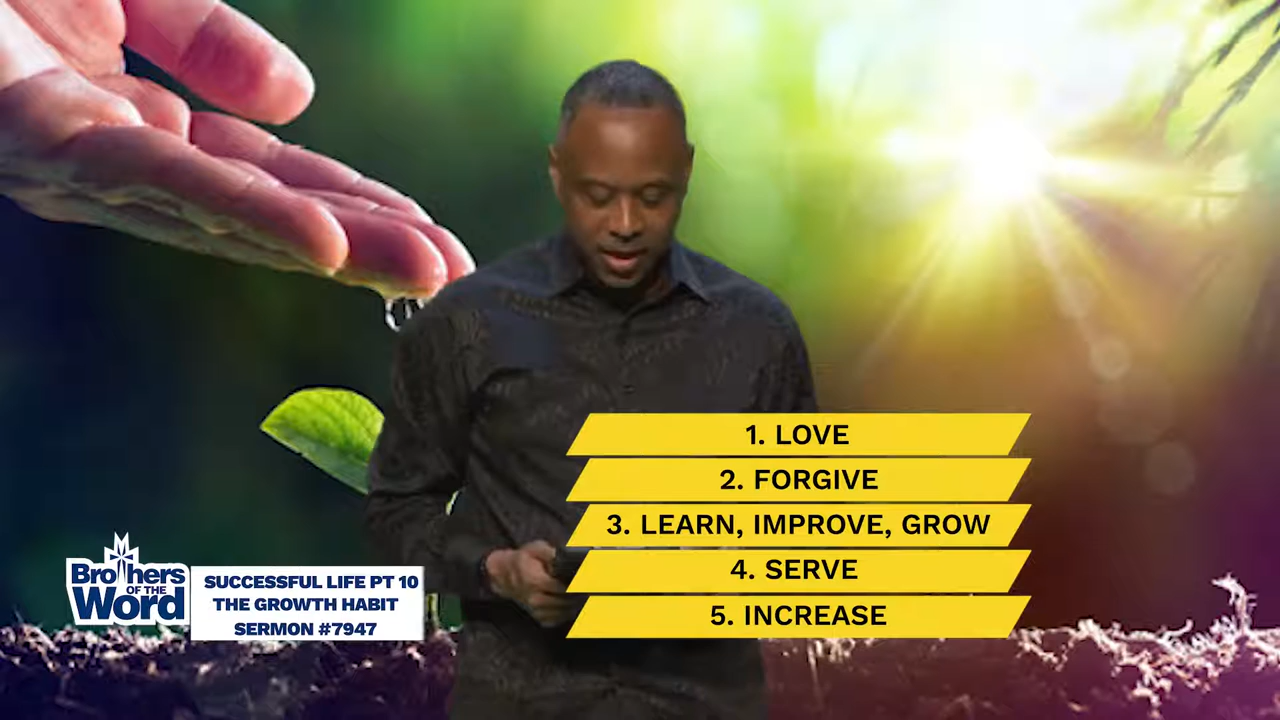 1. LOVE
2. FORGIVE
3. LEARN, IMPROVE, GROW
4. SERVE
5. INCREASE
Brothers
OF THE
Word
SUCCESSFUL LIFE PT 10
THE GROWTH HABIT
SERMON #7947